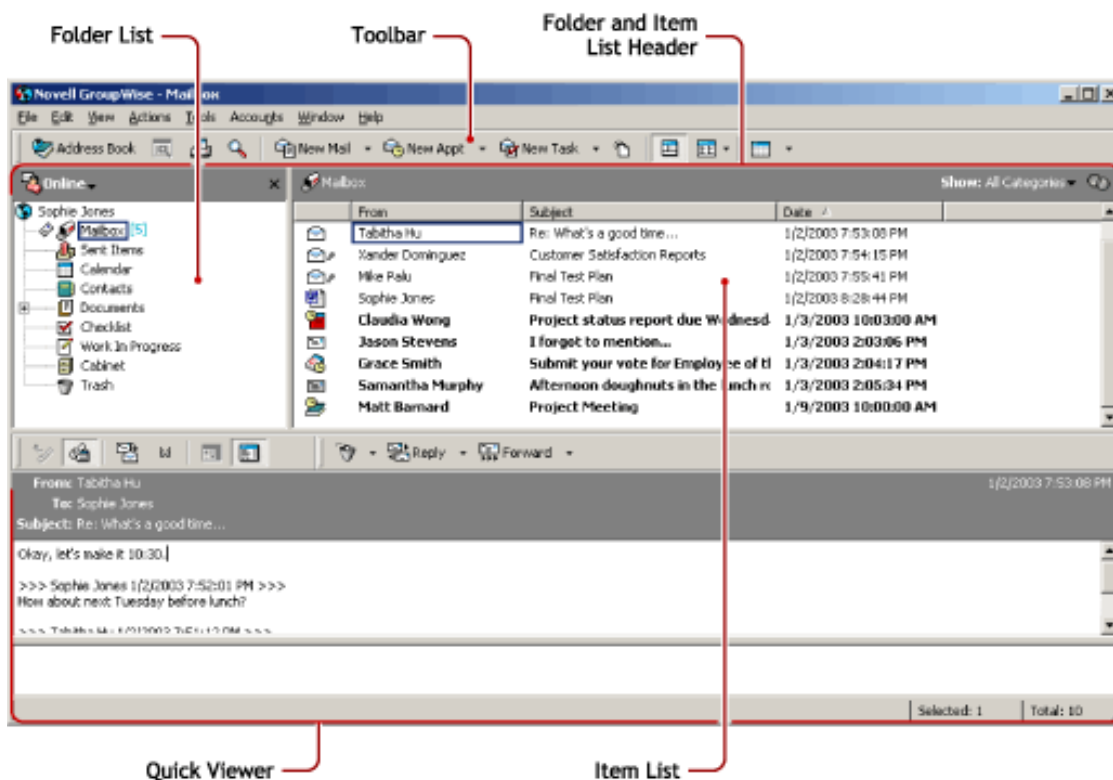 Folder List
Toolbar
Folder and Item
List Header
Novell GroupWise - Mailbox
File Edit View Actions Tools Accounts Window Help
Address Book New Mail New Appt New Task
Online
Mailbox
Show: All Categories
Sophie Jones
Mailbox [5]
Sent Items
Calendar
Contacts
Documents
Checklist
Work In Progress
Cabinet
Trash
From Subject Date
Tabitha Hu Re: What's a good time... 1/2/2003 7:53:08 PM
Xander Dominguez Customer Satisfaction Reports 1/2/2003 7:54:15 PM
Mike Palu Final Test Plan 1/2/2003 7:55:41 PM
Sophie Jones Final Test Plan 1/2/2003 8:28:44 PM
Claudia Wong Project status report due Wednesd 1/3/2003 10:03:00 AM
Jason Stevens I forgot to mention... 1/3/2003 2:03:06 PM
Grace Smith Submit your vote for Employee of tl 1/3/2003 2:04:17 PM
Samantha Murphy Afternoon doughnuts in the lunch rc 1/3/2003 2:05:34 PM
Matt Barnard Project Meeting 1/9/2003 10:00:00 AM
Reply Forward
From: Tabitha Hu 1/2/2003 7:53:08 PM
To: Sophie Jones
Subject: Re: What's a good time...
Okay, let's make it 10:30.
>>> Sophie Jones 1/2/2003 7:52:01 PM >>>
How about next Tuesday before lunch?
>>> Tabitha Hu 1/2/2003 7:51:12 PM >>>
Selected: 1 Total: 10
Quick Viewer
Item List